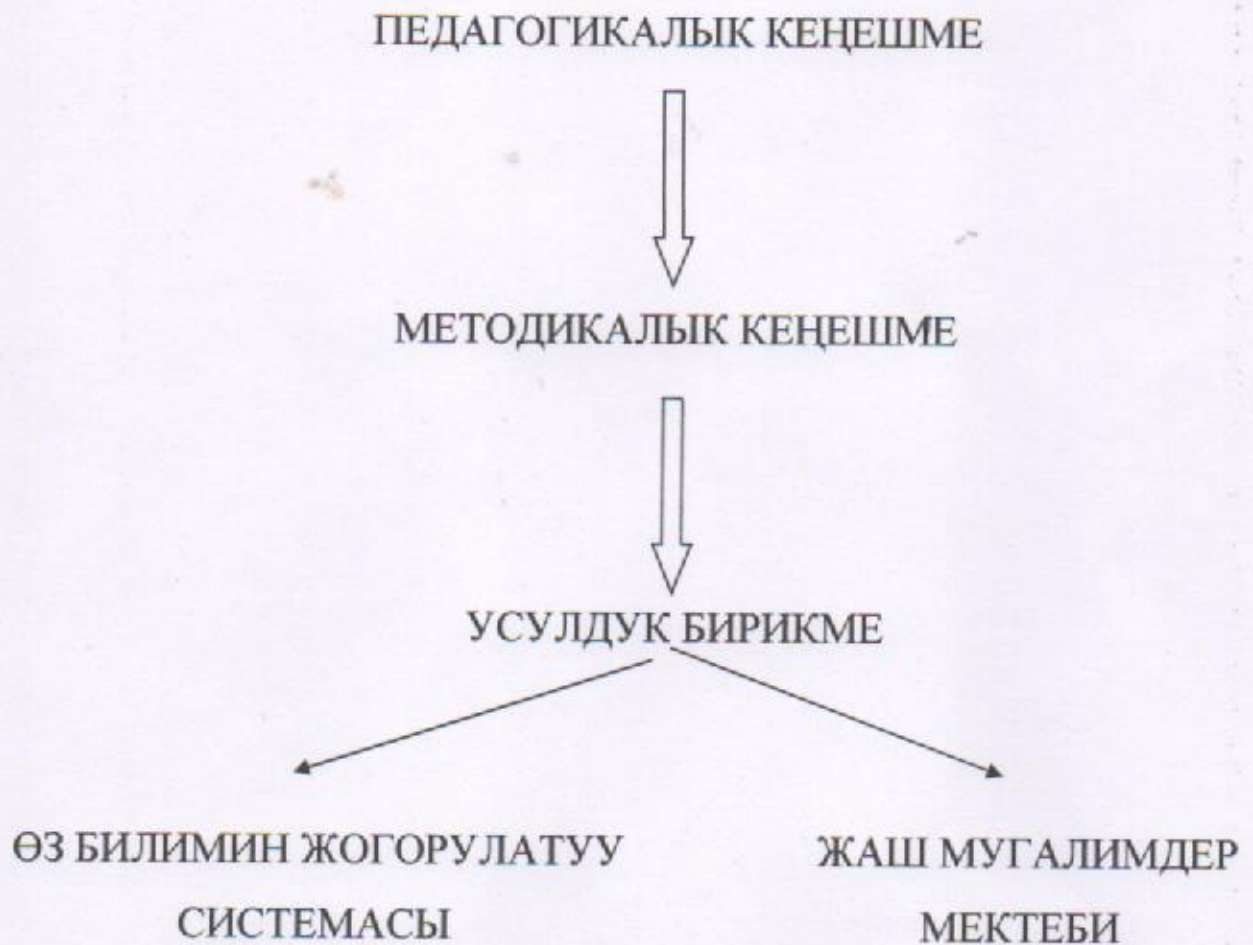 ПЕДАГОГИКАЛЫК КЕҢЕШМЕ
МЕТОДИКАЛЫК КЕҢЕШМЕ
УСУЛДУК БИРИКМЕ
ӨЗ БИЛИМИН ЖОГОРУЛАТУУ
СИСТЕМАСЫ
ЖАШ МУГАЛИМДЕР
МЕКТЕБИ